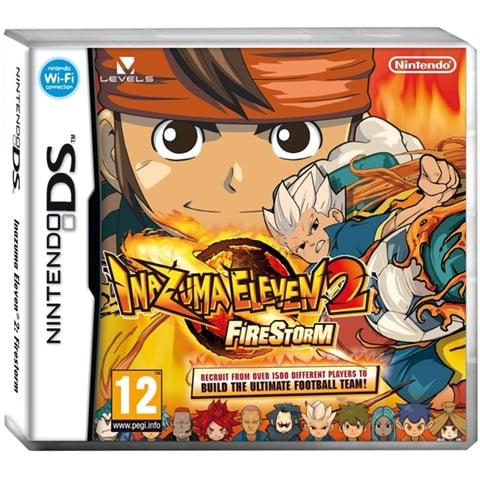 nintendo
Wi-Fi
connection
LEVEL5
Nintendo
NINTENDO DS™
Inazuma Eleven® 2: Firestorm
INAZUMA ELEVEN 2
FIRESTORM
RECRUIT FROM OVER 1500 DIFFERENT PLAYERS TO
BUILD THE ULTIMATE FOOTBALL TEAM!
12
www.pegi.info